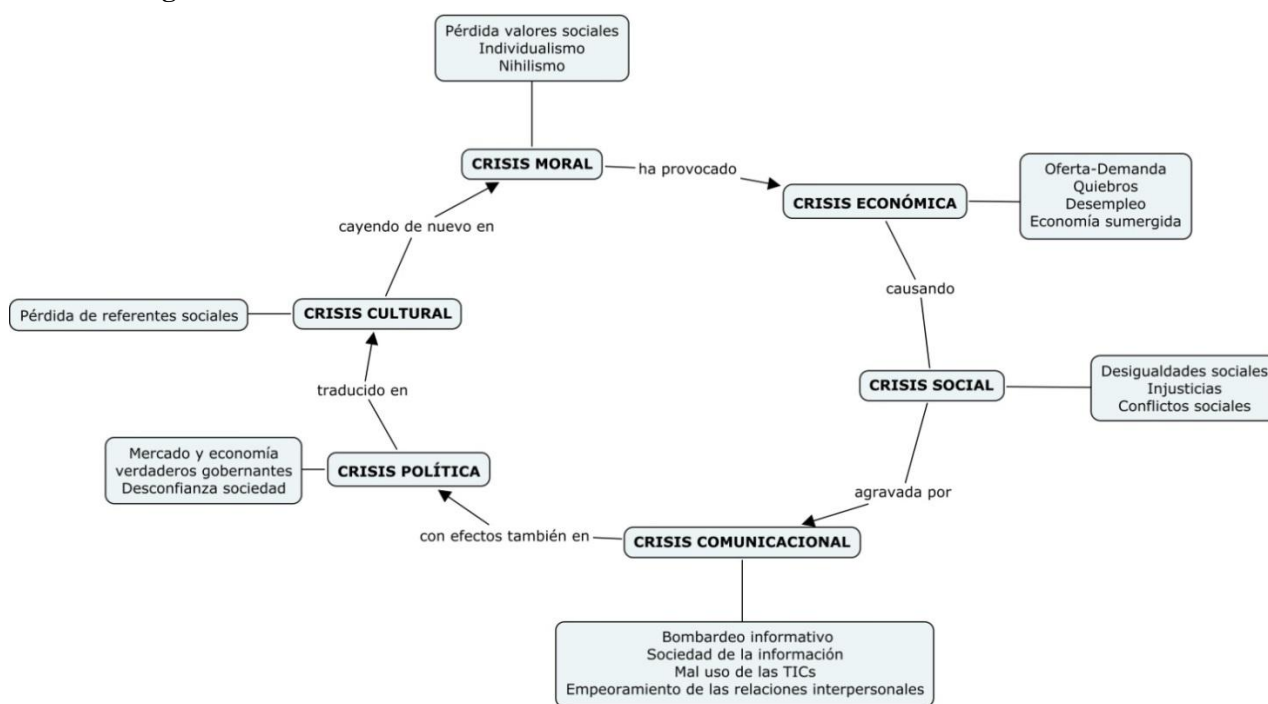 Pérdida valores sociales
Individualismo
Nihilismo
CRISIS MORAL
ha provocado
CRISIS ECONÓMICA
Oferta-Demanda
Quiebros
Desempleo
Economía sumergida
causando
CRISIS SOCIAL
Desigualdades sociales
Injusticias
Conflictos sociales
agravada por
CRISIS COMUNICACIONAL
Bombardeo informativo
Sociedad de la información
Mal uso de las TICs
Empeoramiento de las relaciones interpersonales
con efectos también en
CRISIS POLÍTICA
Mercado y economía
verdaderos gobernantes
Desconfianza sociedad
traducido en
CRISIS CULTURAL
Pérdida de referentes sociales
cayendo de nuevo en